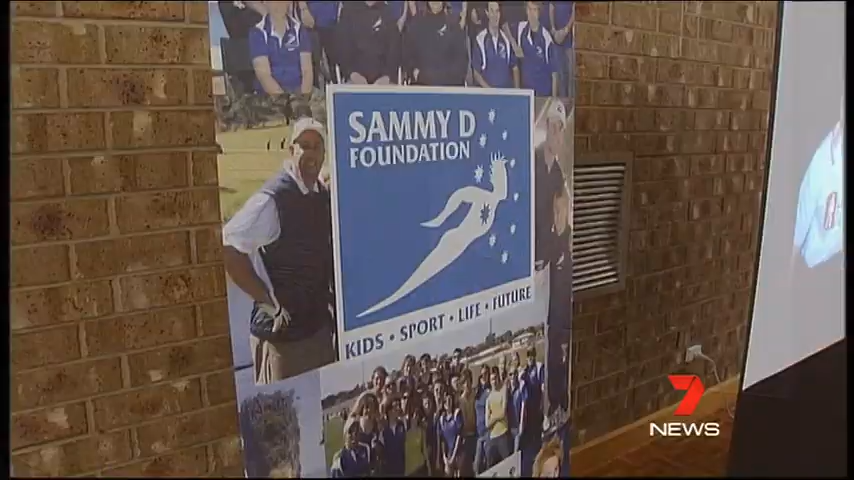 SAMMY D
FOUNDATION
KIDS • SPORT • LIFE • FUTURE
7
NEWS